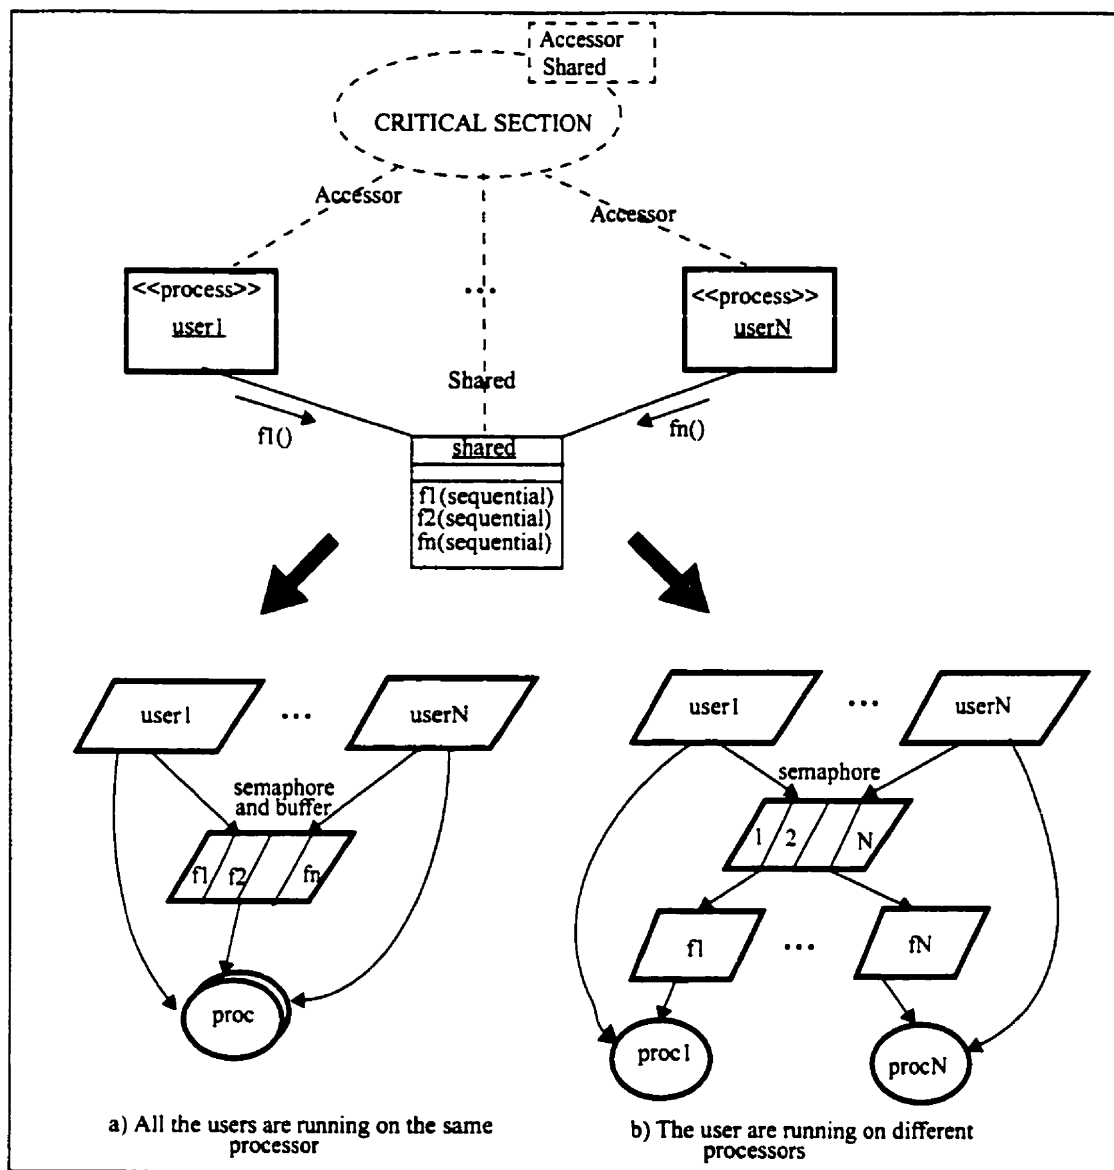 Accessor
Shared
CRITICAL SECTION
Accessor
Accessor
<<process>>
user1
...
<<process>>
userN
Shared
f1()
fn()
shared
f1(sequential)
f2(sequential)
fn(sequential)
user1
...
userN
user1
...
userN
semaphore
and buffer
semaphore
f1
f2
fn
1
2
N
f1
...
fN
proc
proc1
procN
a) All the users are running on the same
processor
b) The user are running on different
processors